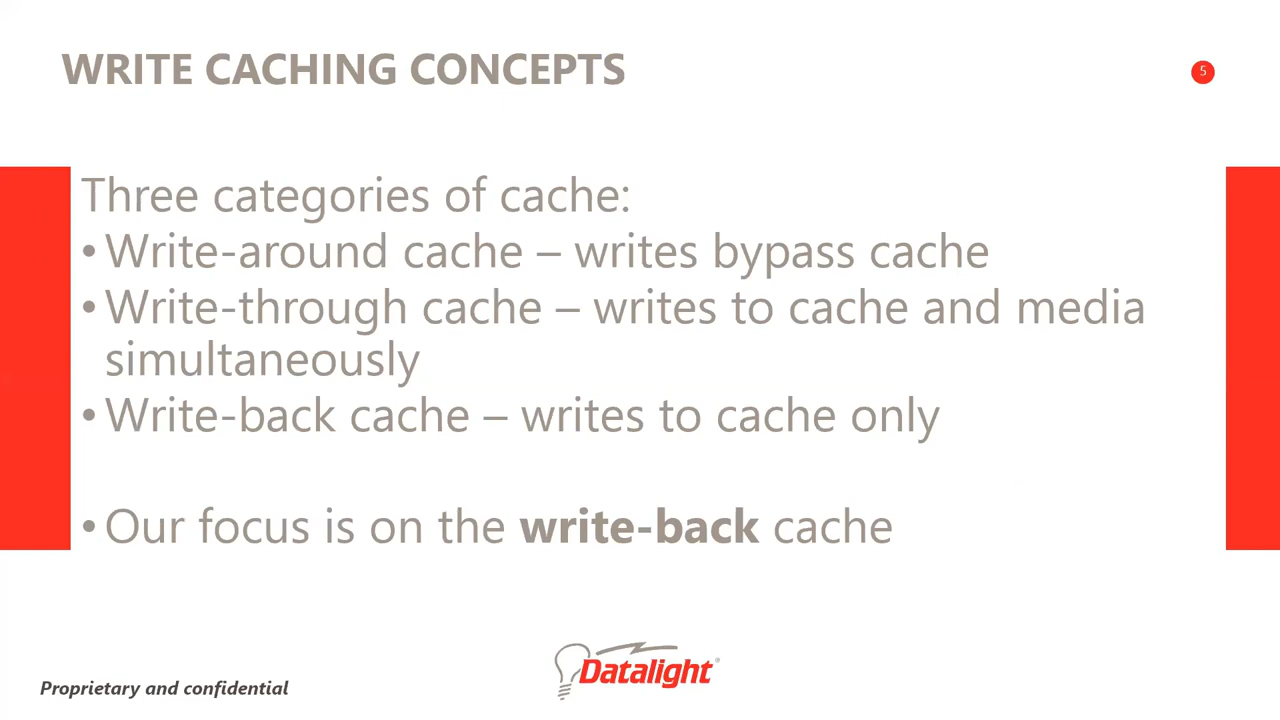 WRITE CACHING CONCEPTS
5
Three categories of cache:
• Write-around cache – writes bypass cache
• Write-through cache – writes to cache and media
simultaneously
• Write-back cache – writes to cache only
• Our focus is on the write-back cache
Datalight®
Proprietary and confidential